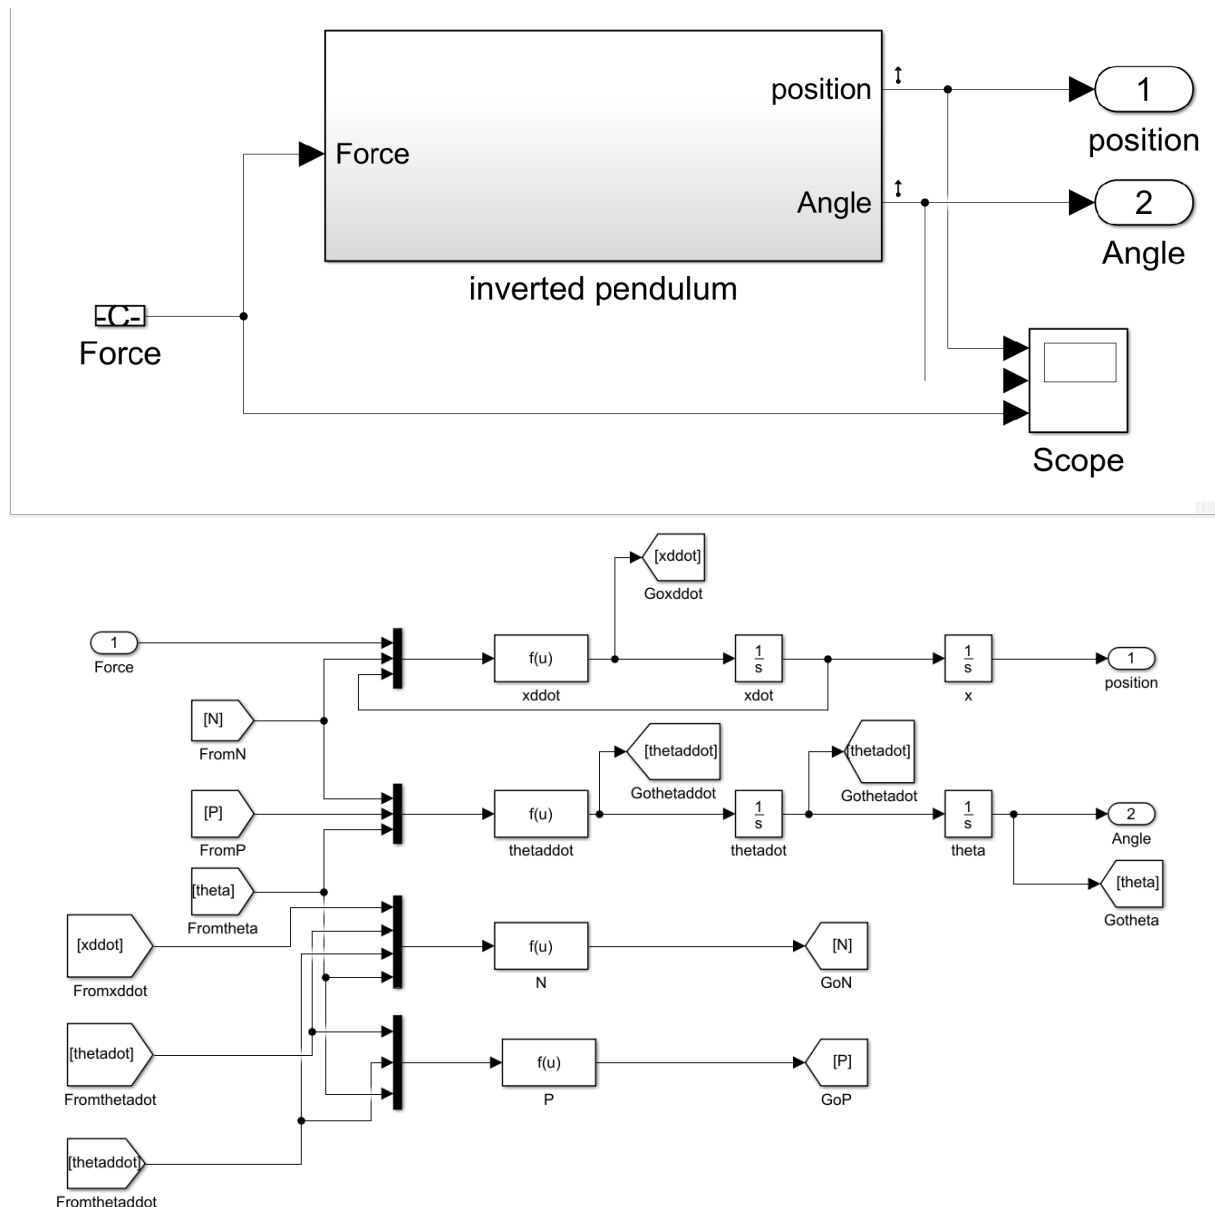 position
1
position
Force
Angle
2
Angle
inverted pendulum
-C-
Force
Scope
[xddot]
Goxddot
1
Force
f(u)
xddot
1
s
xdot
1
s
x
1
position
[N]
FromN
[thetaddot]
Gothetaddot
[thetadot]
Gothetadot
[P]
FromP
f(u)
thetaddot
1
s
thetadot
1
s
theta
2
Angle
[theta]
Fromtheta
[theta]
Gotheta
[xddot]
Fromxddot
f(u)
N
[N]
GoN
[thetadot]
Fromthetadot
f(u)
P
[P]
GoP
[thetaddot]
Fromthetaddot